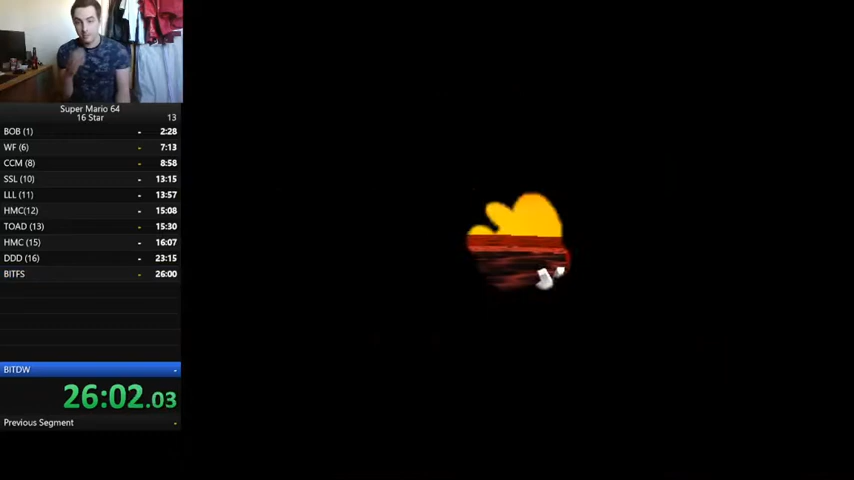 Super Mario 64
16 Star 13
BOB (1) - 2:28
WF (6) - 7:13
CCM (8) - 8:58
SSL (10) - 13:15
LLL (11) - 13:57
HMC(12) - 15:08
TOAD (13) - 15:30
HMC (15) - 16:07
DDD (16) - 23:15
BITFS - 26:00
BITDW -
26:02.03
Previous Segment -